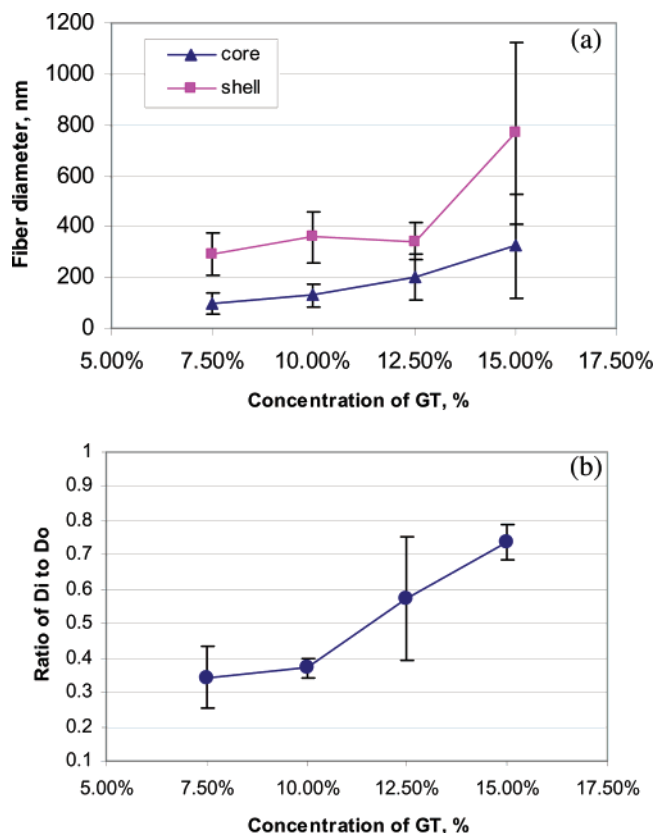 (a)
core
shell
Fiber diameter, nm
1200
1000
800
600
400
200
0
5.00% 7.50% 10.00% 12.50% 15.00% 17.50%
Concentration of GT, %
(b)
Ratio of Di to Do
1
0.9
0.8
0.7
0.6
0.5
0.4
0.3
0.2
0.1
5.00% 7.50% 10.00% 12.50% 15.00% 17.50%
Concentration of GT, %